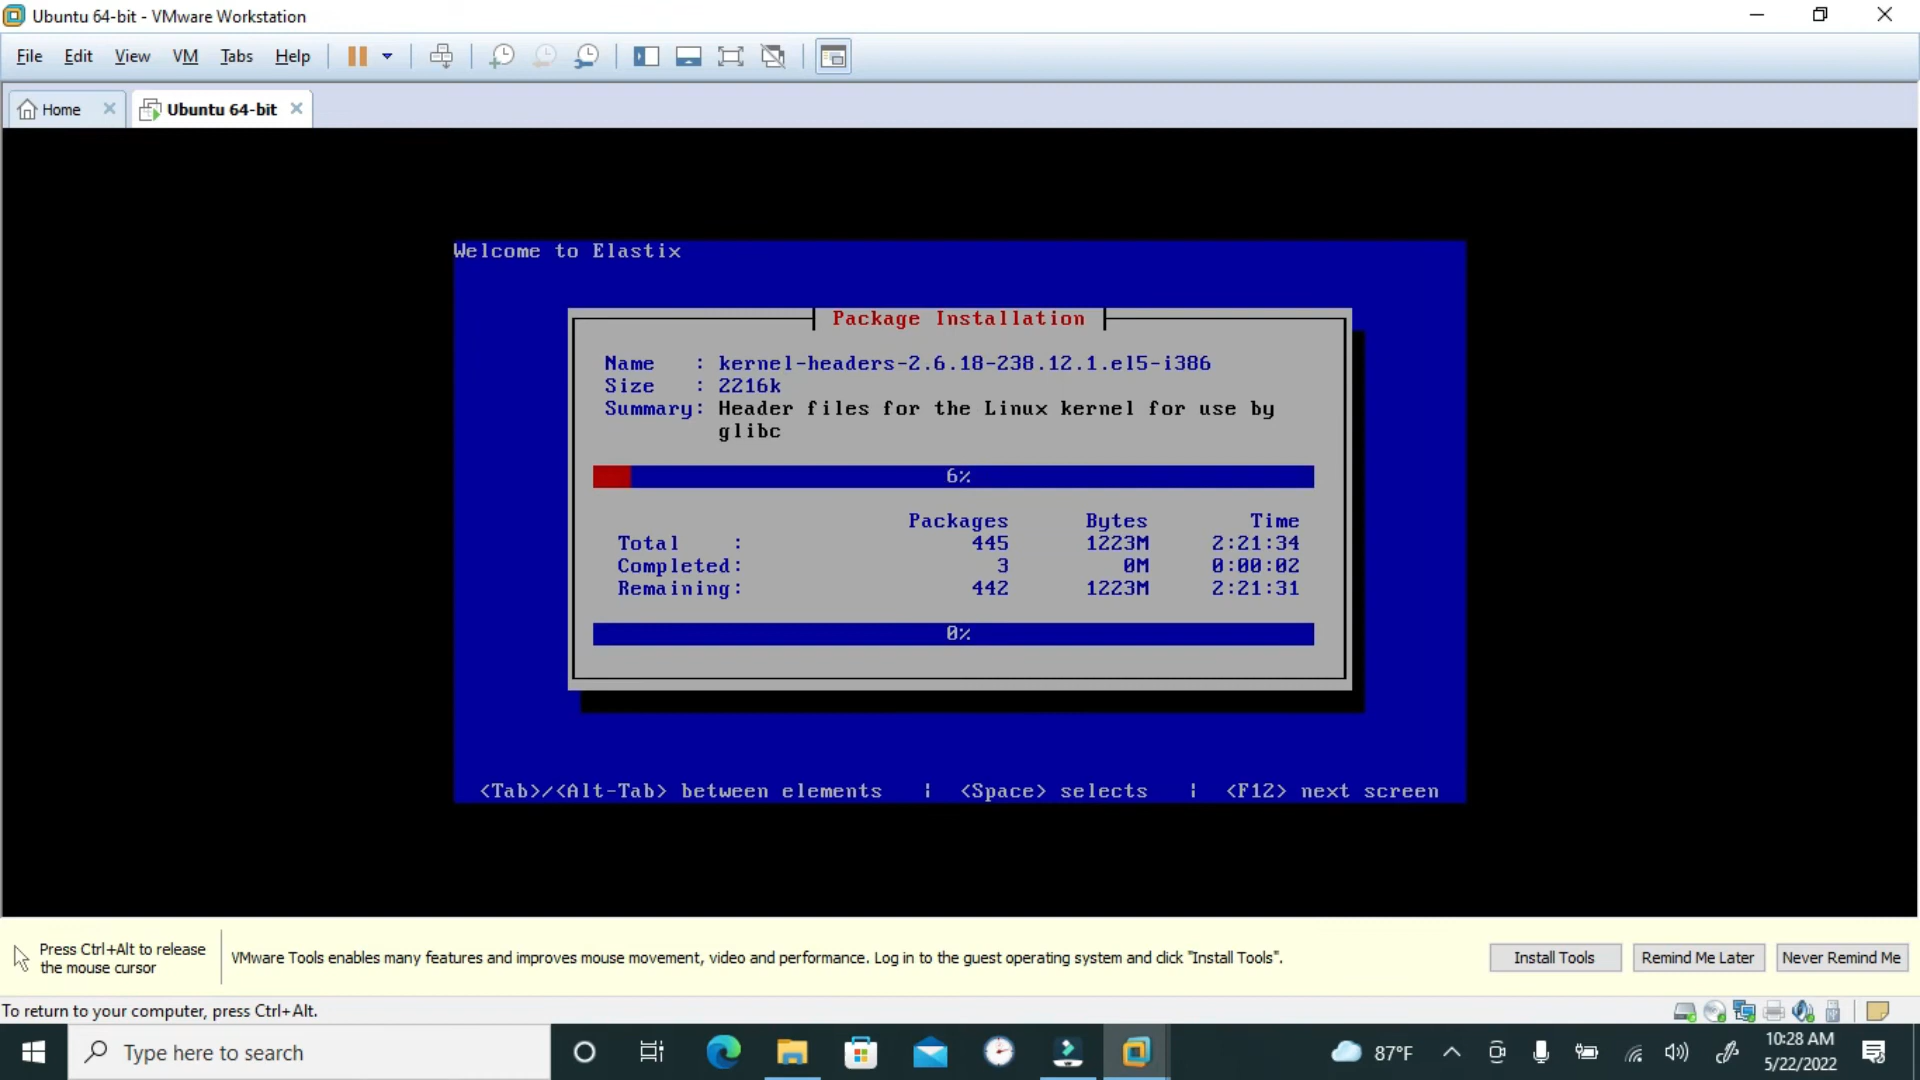 Ubuntu 64-bit - VMware Workstation
File Edit View VM Tabs Help
Home Ubuntu 64-bit
Welcome to Elastix
Package Installation
Name : kernel-headers-2.6.18-238.12.1.el5-i386
Size : 2216k
Summary: Header files for the Linux kernel for use by
glibc
6%
Packages Bytes Time
Total : 445 1223M 2:21:34
Completed: 3 0M 0:00:02
Remaining: 442 1223M 2:21:31
0%
<Tab>/<Alt-Tab> between elements | <Space> selects | <F12> next screen
Press Ctrl+Alt to release
the mouse cursor
VMware Tools enables many features and improves mouse movement, video and performance. Log in to the guest operating system and click "Install Tools".
Install Tools Remind Me Later Never Remind Me
To return to your computer, press Ctrl+Alt.
Type here to search
87°F
10:28 AM
5/22/2022